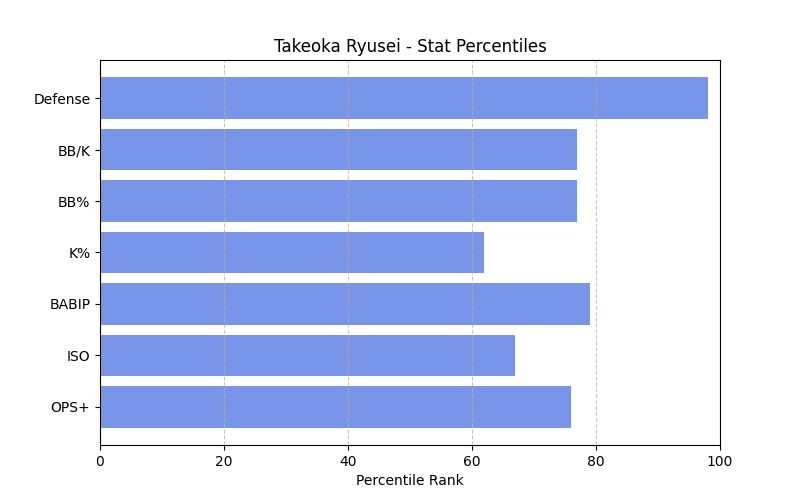 Takeoka Ryusei - Stat Percentiles
Defense
BB/K
BB%
K%
BABIP
ISO
OPS+
0 20 40 60 80 100
Percentile Rank